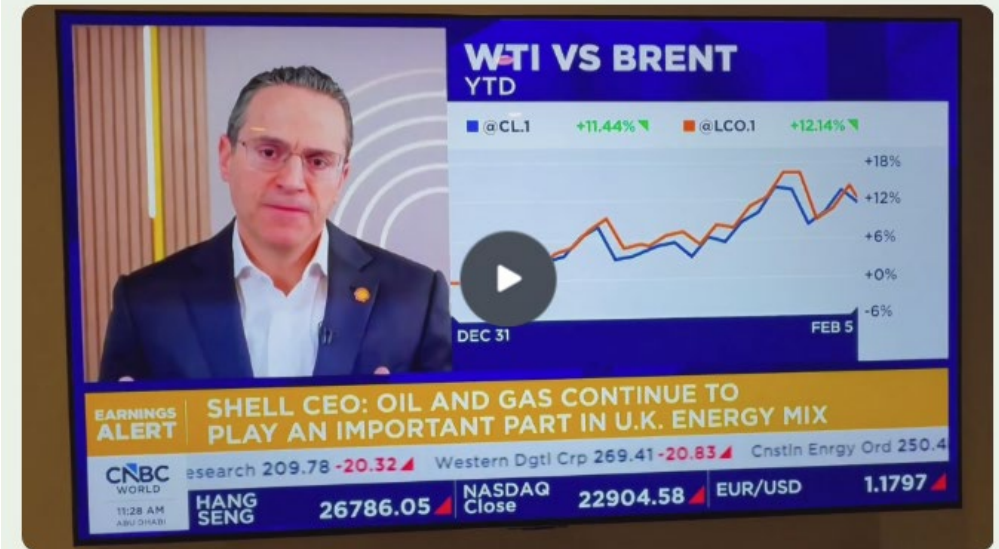 WTI VS BRENT
YTD
@CL.1 +11.44% @LCO.1 +12.14%
+18%
+12%
+6%
+0%
-6%
DEC 31
FEB 5
EARNINGS ALERT
SHELL CEO: OIL AND GAS CONTINUE TO
PLAY AN IMPORTANT PART IN U.K. ENERGY MIX
esearch 209.78 -20.32 Western Dgtl Crp 269.41 -20.83 Cnstln Enrgy Ord 250.4
CNBC
WORLD
11:28 AM
ABU DHABI
HANG SENG 26786.05 NASDAQ Close 22904.58 EUR/USD 1.1797